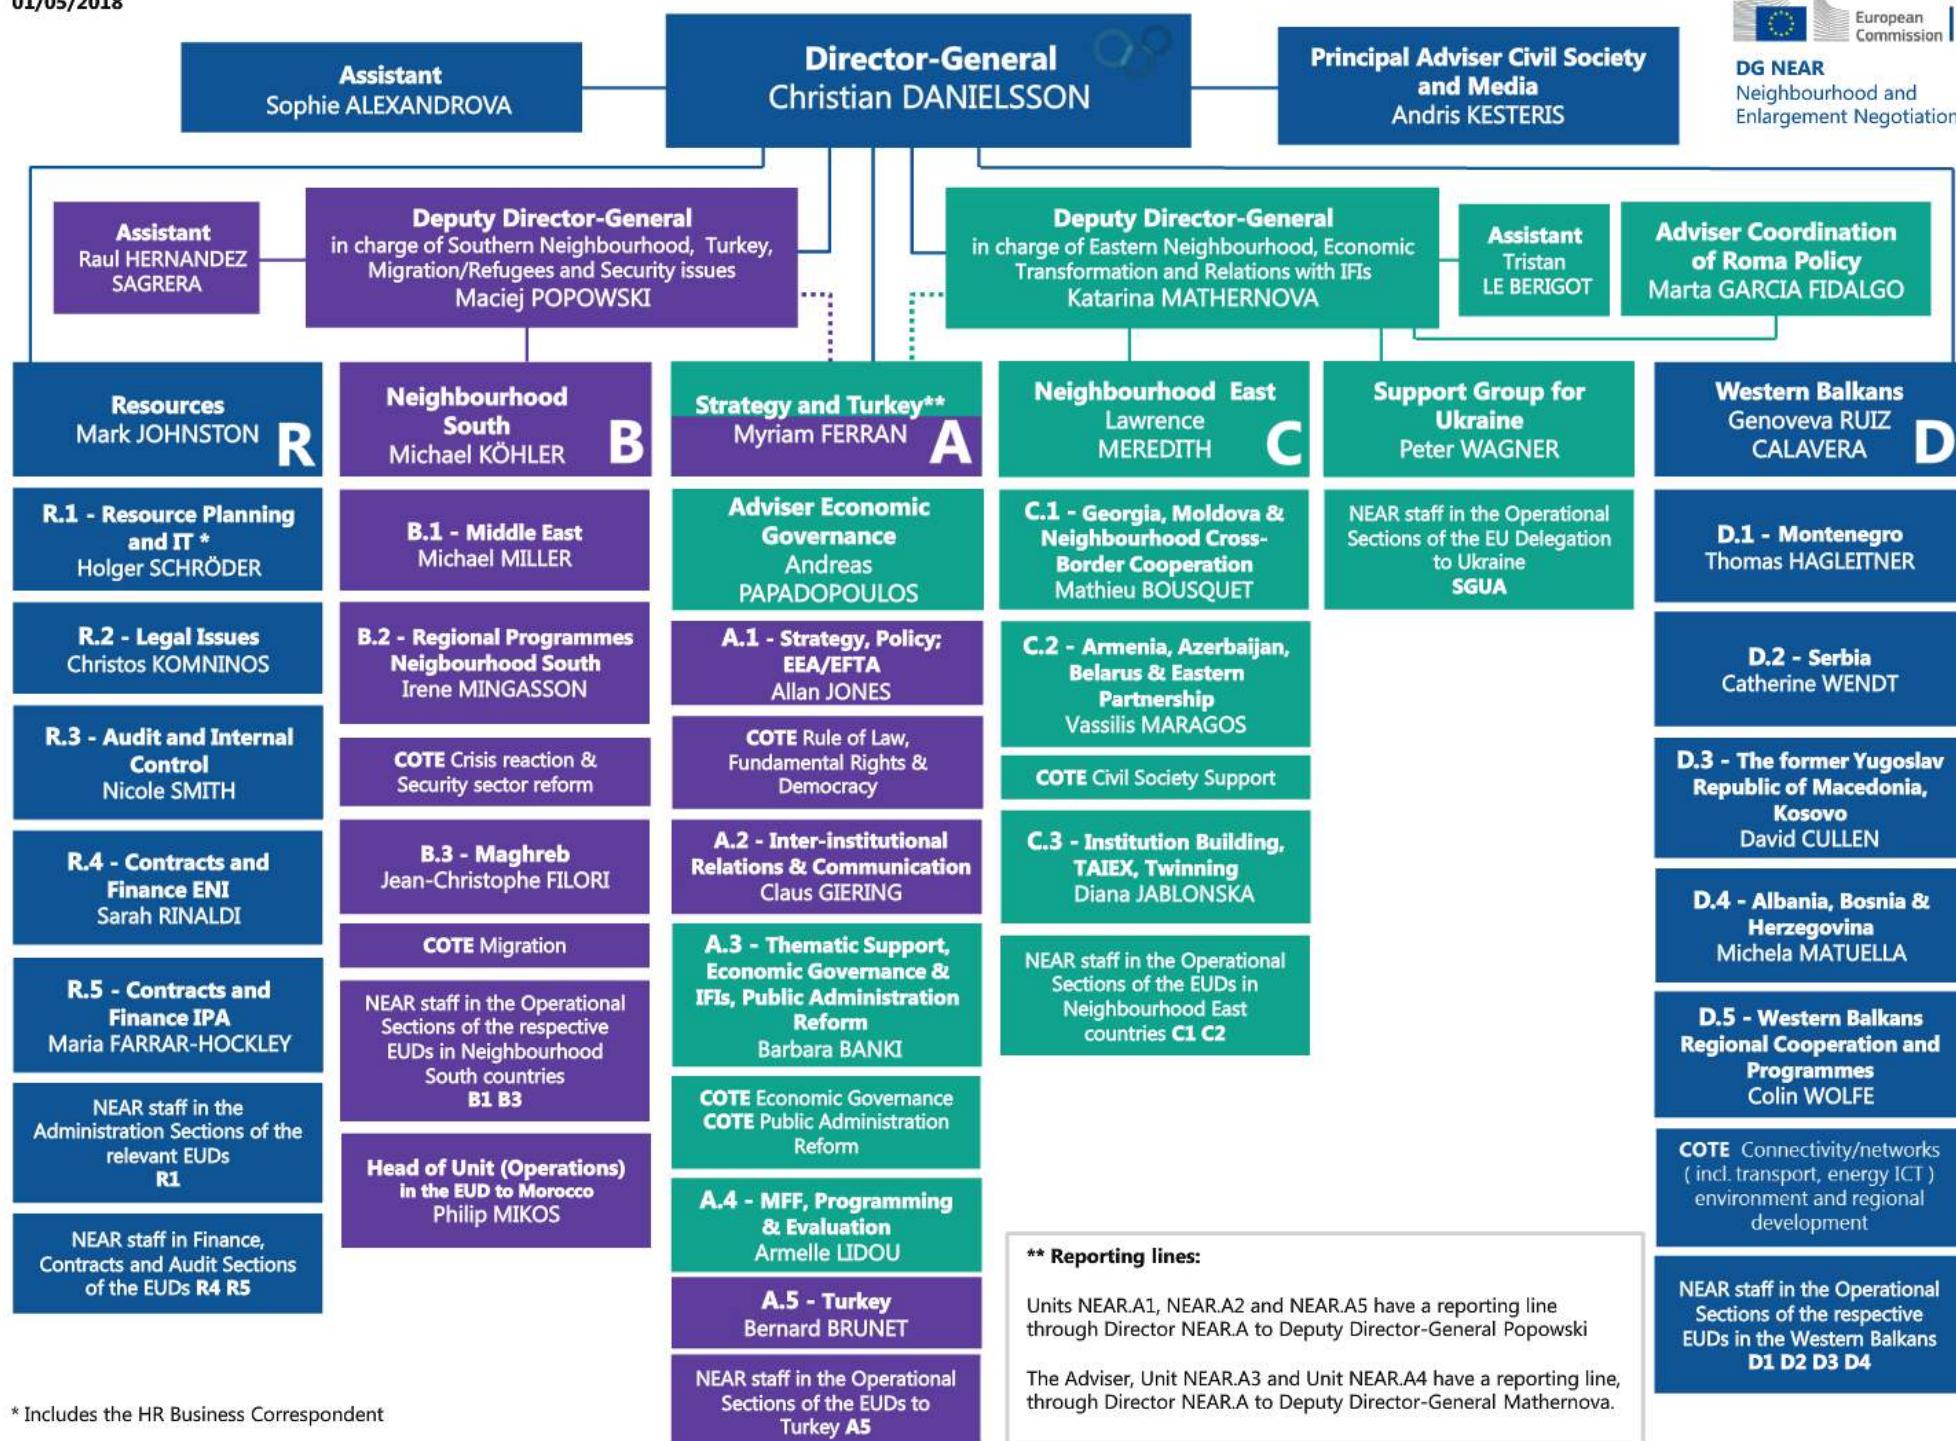 01/05/2018
European
Commission
DG NEAR
Neighbourhood and
Enlargement Negotiation
Assistant
Sophie ALEXANDROVA
Director-General
Christian DANIELSSON
Principal Adviser Civil Society
and Media
Andris KESTERIS
Assistant
Raul HERNANDEZ
SAGRERA
Deputy Director-General
in charge of Southern Neighbourhood, Turkey,
Migration/Refugees and Security issues
Maciej POPOWSKI
Deputy Director-General
in charge of Eastern Neighbourhood, Economic
Transformation and Relations with IFIs
Katarina MATHERNOVA
Assistant
Tristan
LE BERIGOT
Adviser Coordination
of Roma Policy
Marta GARCIA FIDALGO
Resources
Mark JOHNSTON
R
R.1 - Resource Planning
and IT *
Holger SCHRÖDER
R.2 - Legal Issues
Christos KOMNINOS
R.3 - Audit and Internal
Control
Nicole SMITH
R.4 - Contracts and
Finance ENI
Sarah RINALDI
R.5 - Contracts and
Finance IPA
Maria FARRAR-HOCKLEY
NEAR staff in the
Administration Sections of the
relevant EUDs
R1
NEAR staff in Finance,
Contracts and Audit Sections
of the EUDs R4 R5
Neighbourhood
South
Michael KÖHLER
B
B.1 - Middle East
Michael MILLER
B.2 - Regional Programmes
Neigbourhood South
Irene MINGASSON
COTE Crisis reaction &
Security sector reform
B.3 - Maghreb
Jean-Christophe FILORI
COTE Migration
NEAR staff in the Operational
Sections of the respective
EUDs in Neighbourhood
South countries
B1 B3
Head of Unit (Operations)
in the EUD to Morocco
Philip MIKOS
Strategy and Turkey**
Myriam FERRAN
A
Adviser Economic
Governance
Andreas
PAPADOPOULOS
A.1 - Strategy, Policy;
EEA/EFTA
Allan JONES
COTE Rule of Law,
Fundamental Rights &
Democracy
A.2 - Inter-institutional
Relations & Communication
Claus GIERING
A.3 - Thematic Support,
Economic Governance &
IFIs, Public Administration
Reform
Barbara BANKI
COTE Economic Governance
COTE Public Administration
Reform
A.4 - MFF, Programming
& Evaluation
Armelle LIDOU
A.5 - Turkey
Bernard BRUNET
NEAR staff in the Operational
Sections of the EUDs to
Turkey A5
Neighbourhood East
Lawrence
MEREDITH
C
C.1 - Georgia, Moldova &
Neighbourhood Cross-
Border Cooperation
Mathieu BOUSQUET
C.2 - Armenia, Azerbaijan,
Belarus & Eastern
Partnership
Vassilis MARAGOS
COTE Civil Society Support
C.3 - Institution Building,
TAIEX, Twinning
Diana JABLONSKA
NEAR staff in the Operational
Sections of the EUDs in
Neighbourhood East
countries C1 C2
Support Group for
Ukraine
Peter WAGNER
NEAR staff in the Operational
Sections of the EU Delegation
to Ukraine
SGUA
Western Balkans
Genoveva RUIZ
CALAVERA
D
D.1 - Montenegro
Thomas HAGLEITNER
D.2 - Serbia
Catherine WENDT
D.3 - The former Yugoslav
Republic of Macedonia,
Kosovo
David CULLEN
D.4 - Albania, Bosnia &
Herzegovina
Michela MATUELLA
D.5 - Western Balkans
Regional Cooperation and
Programmes
Colin WOLFE
COTE Connectivity/networks
( incl. transport, energy ICT )
environment and regional
development
NEAR staff in the Operational
Sections of the respective
EUDs in the Western Balkans
D1 D2 D3 D4
** Reporting lines:
Units NEAR.A1, NEAR.A2 and NEAR.A5 have a reporting line
through Director NEAR.A to Deputy Director-General Popowski
The Adviser, Unit NEAR.A3 and Unit NEAR.A4 have a reporting line,
through Director NEAR.A to Deputy Director-General Mathernova.
* Includes the HR Business Correspondent